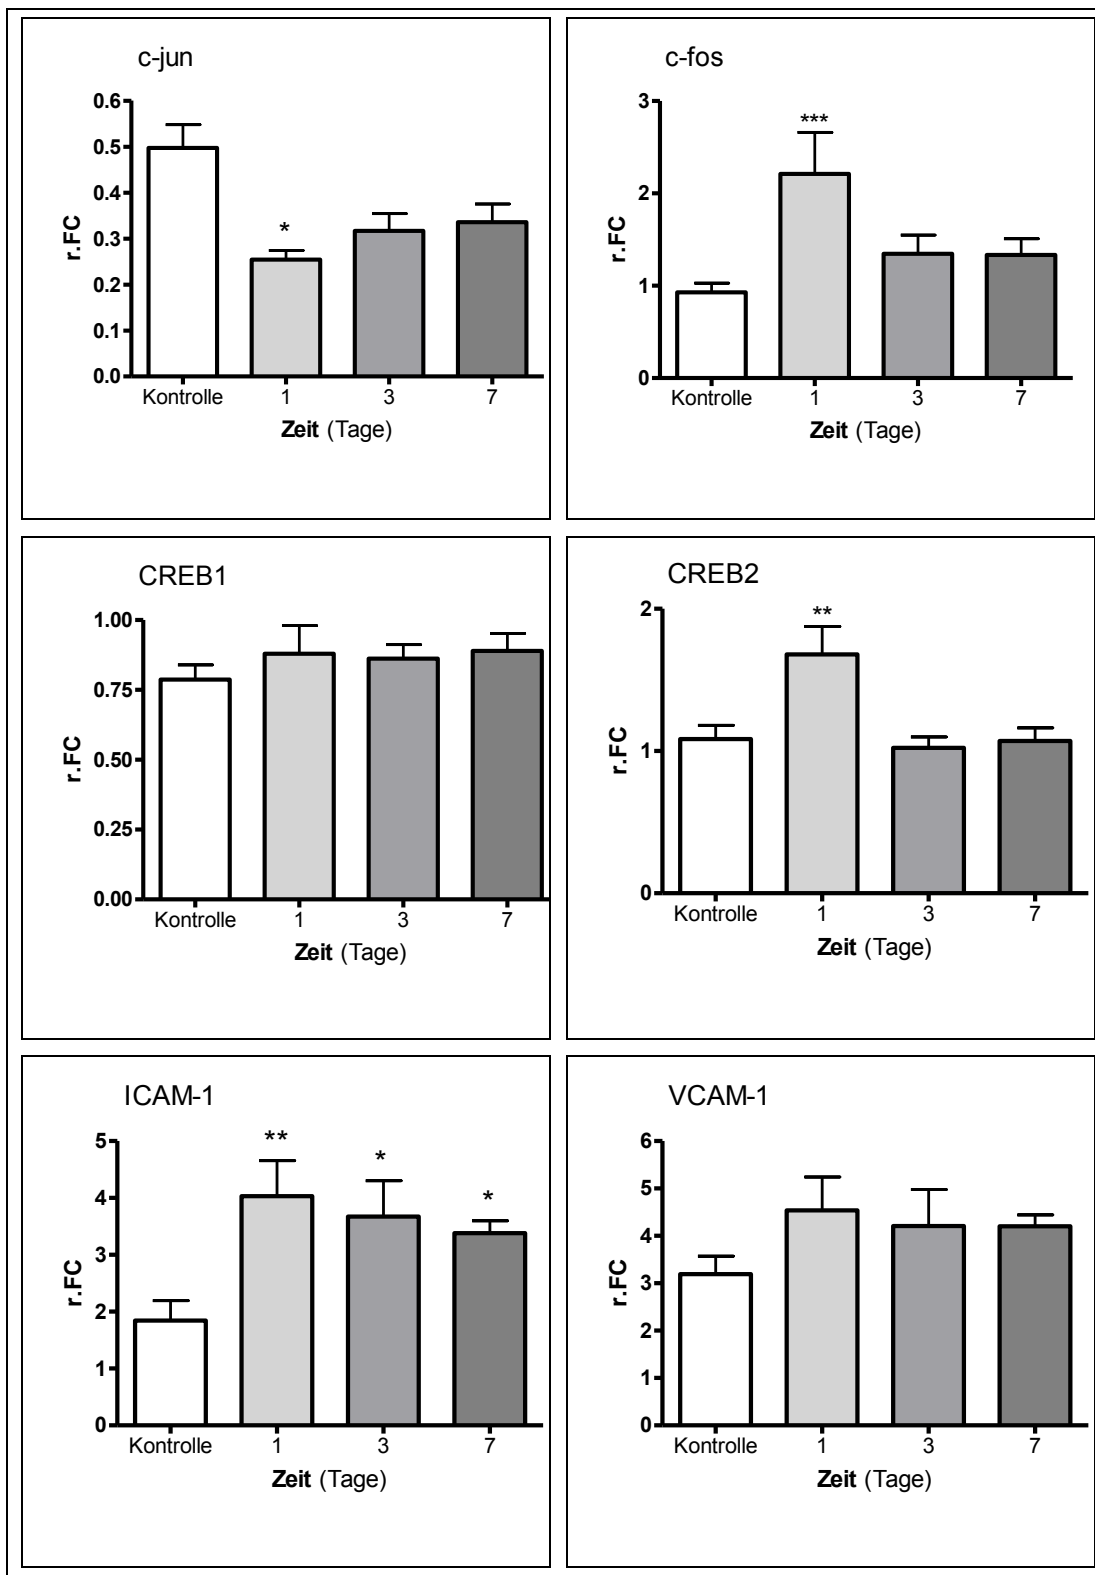 c-jun
0.6
0.5
0.4
0.3
0.2
0.1
0.0
r.FC
*
Kontrolle 1 3 7
Zeit (Tage)
c-fos
3
2
1
0
r.FC
***
Kontrolle 1 3 7
Zeit (Tage)
CREB1
1.00
0.75
0.50
0.25
0.00
r.FC
Kontrolle 1 3 7
Zeit (Tage)
CREB2
2
1
0
r.FC
**
Kontrolle 1 3 7
Zeit (Tage)
ICAM-1
5
4
3
2
1
0
r.FC
** * *
Kontrolle 1 3 7
Zeit (Tage)
VCAM-1
6
5
4
3
2
1
0
r.FC
Kontrolle 1 3 7
Zeit (Tage)